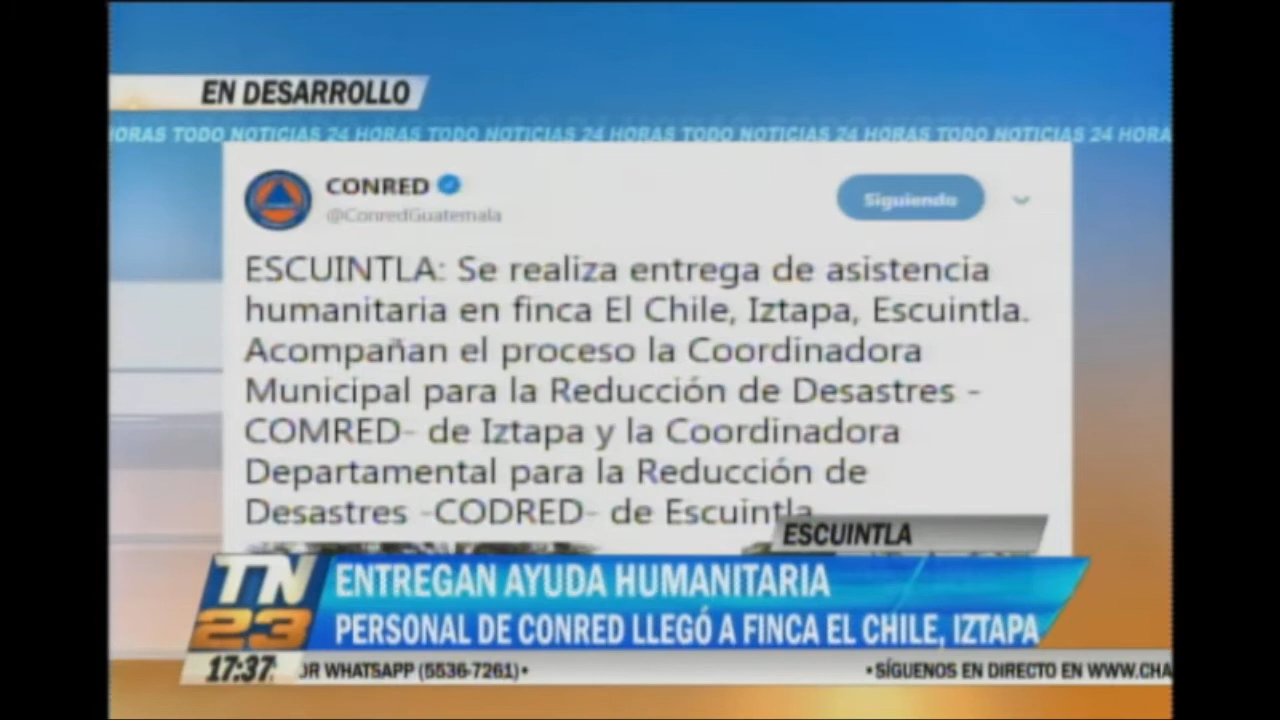 EN DESARROLLO
HORAS TODO NOTICIAS 24 HORAS TODO NOTICIAS 24 HORAS TODO NOTICIAS 24 HORAS TODO NOTICIAS 24 HORA
CONRED
@ConredGuatemala
Siguiendo
ESCUINTLA: Se realiza entrega de asistencia
humanitaria en finca El Chile, Iztapa, Escuintla.
Acompañan el proceso la Coordinadora
Municipal para la Reducción de Desastres -
COMRED- de Iztapa y la Coordinadora
Departamental para la Reducción de
Desastres -CODRED- de Escuintla
ESCUINTLA
TN
23
ENTREGAN AYUDA HUMANITARIA
PERSONAL DE CONRED LLEGÓ A FINCA EL CHILE, IZTAPA
17:37
OR WHATSAPP (5536-7261)•
•SÍGUENOS EN DIRECTO EN WWW.CHA